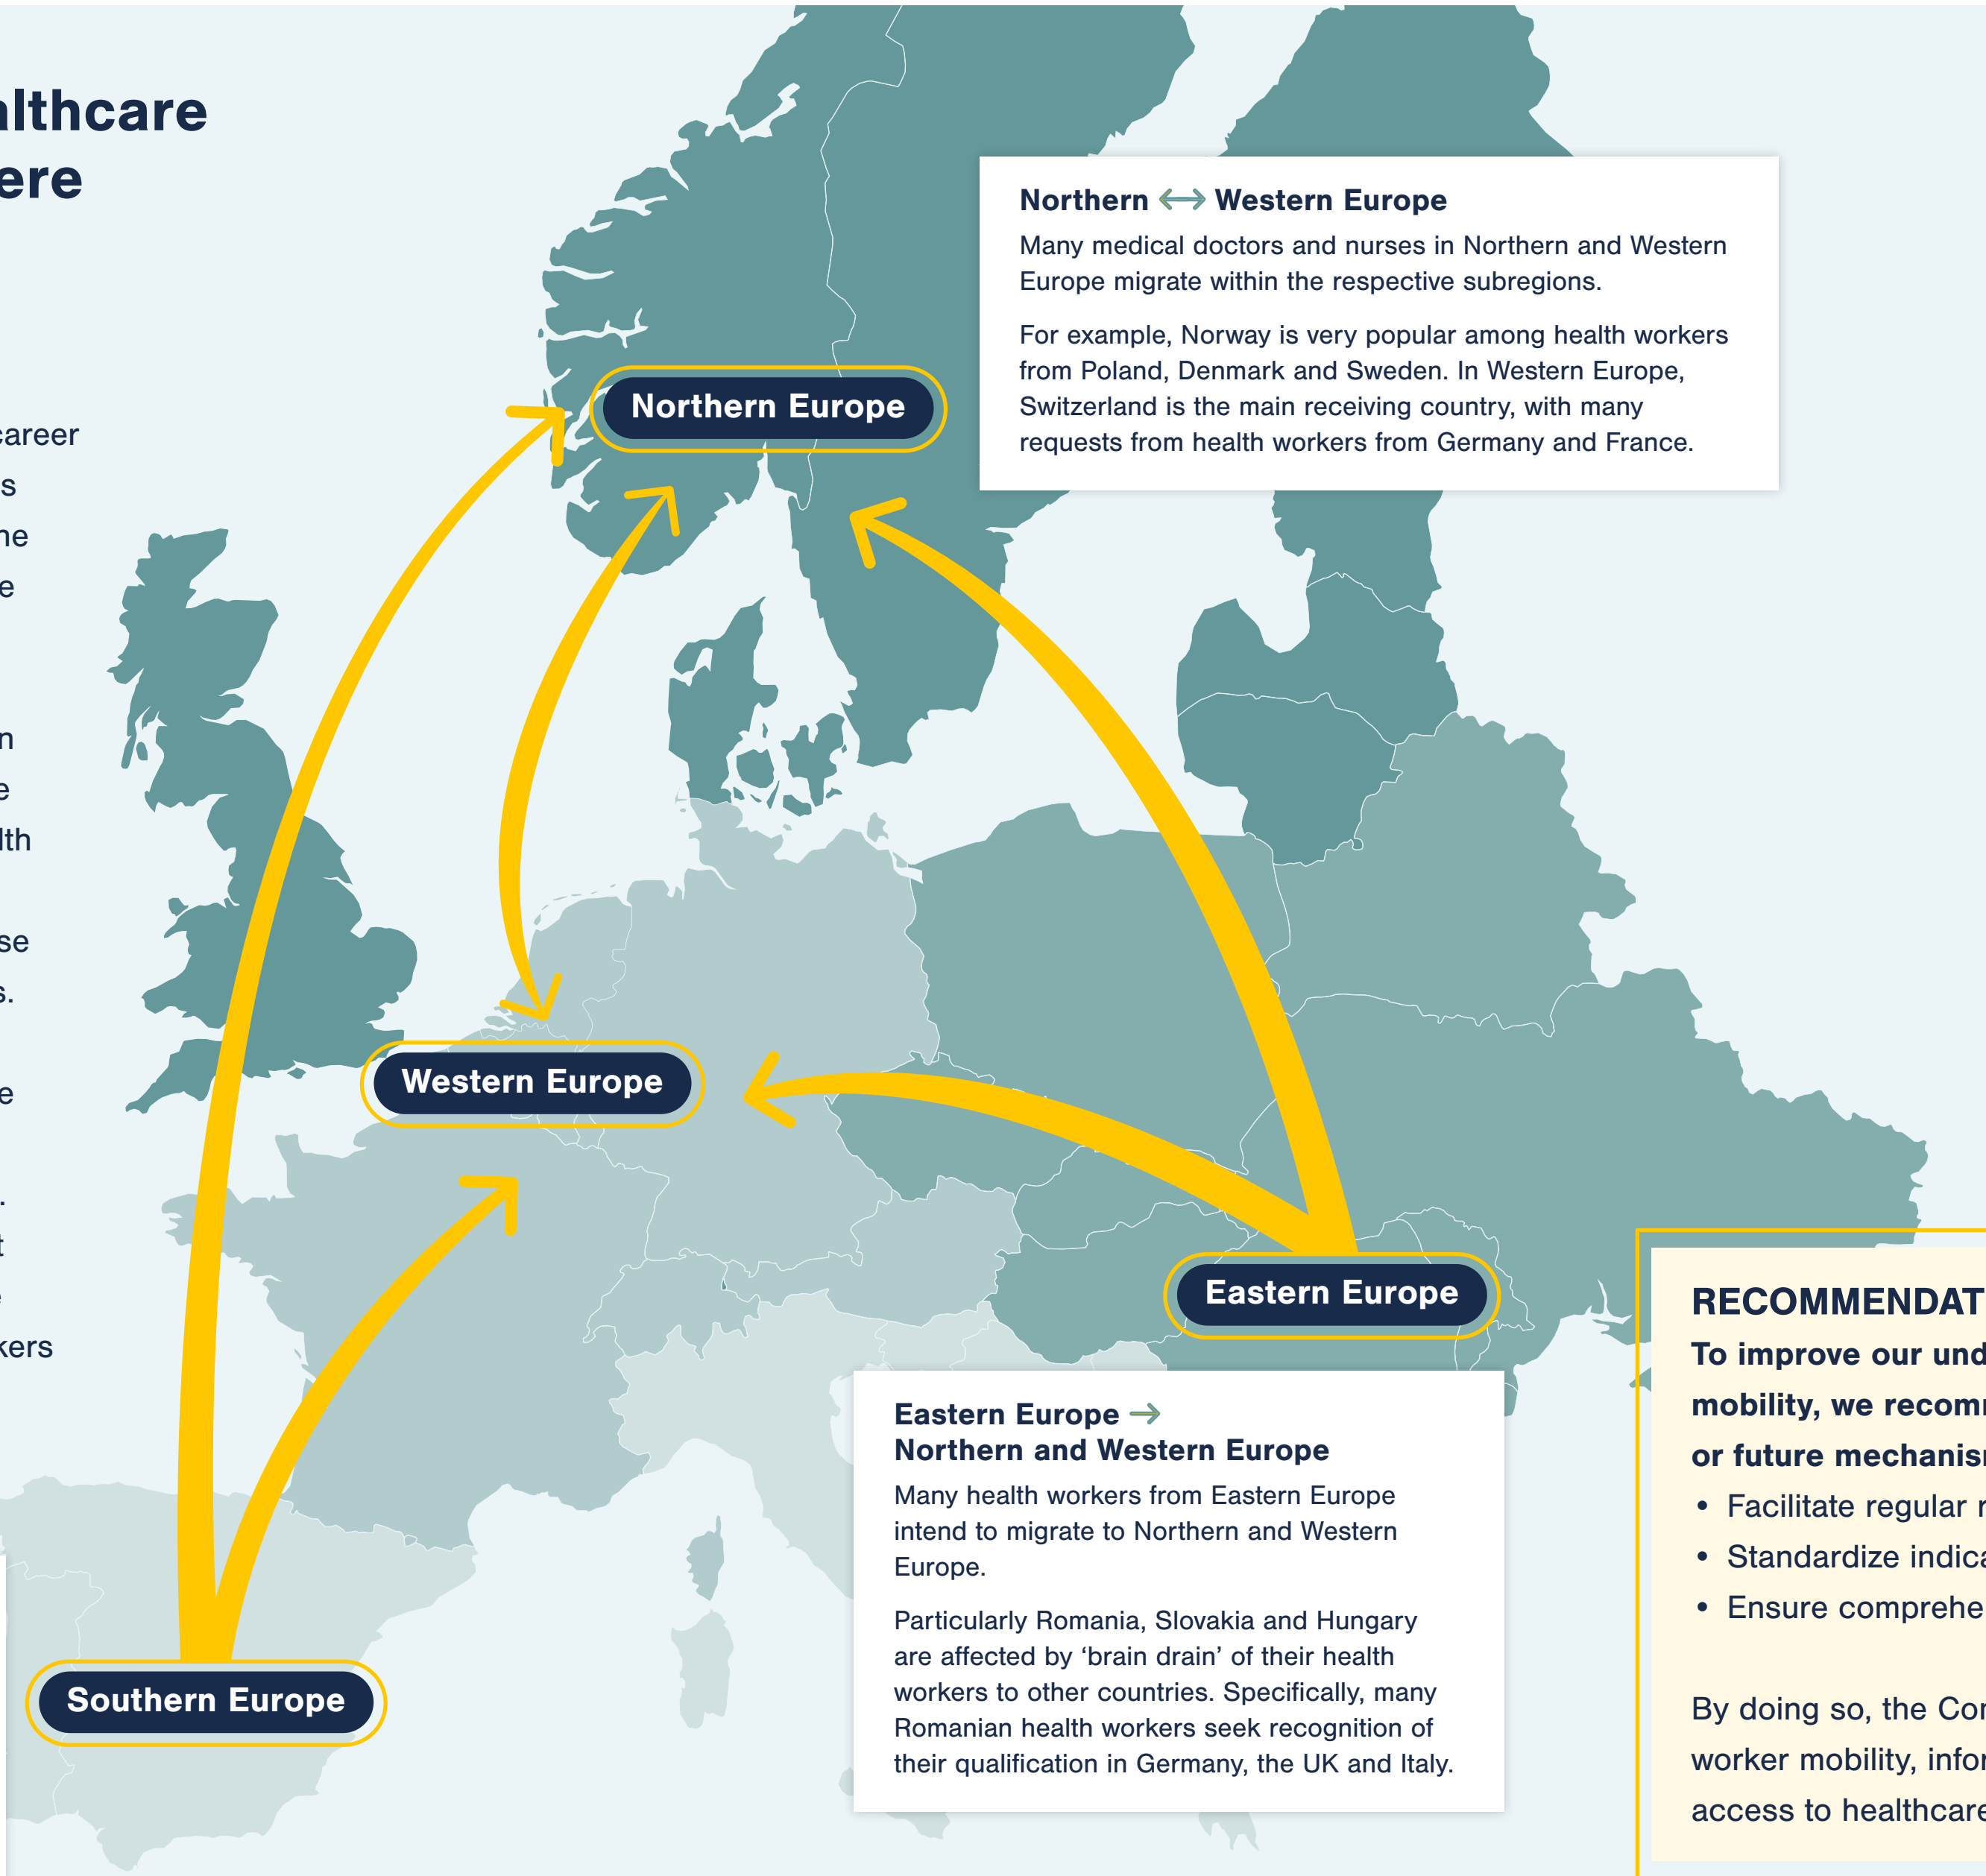 althcare
ere
career
s
he
e
n
e
lth
se
s.
e
.
t
e
kers
Northern Europe
Northern ↔ Western Europe
Many medical doctors and nurses in Northern and Western
Europe migrate within the respective subregions.
For example, Norway is very popular among health workers
from Poland, Denmark and Sweden. In Western Europe,
Switzerland is the main receiving country, with many
requests from health workers from Germany and France.
Western Europe
Eastern Europe
Southern Europe
Eastern Europe →
Northern and Western Europe
Many health workers from Eastern Europe
intend to migrate to Northern and Western
Europe.
Particularly Romania, Slovakia and Hungary
are affected by ‘brain drain’ of their health
workers to other countries. Specifically, many
Romanian health workers seek recognition of
their qualification in Germany, the UK and Italy.
RECOMMENDAT
To improve our und
mobility, we recom
or future mechanis
• Facilitate regular r
• Standardize indica
• Ensure comprehe
By doing so, the Co
worker mobility, infor
access to healthcare